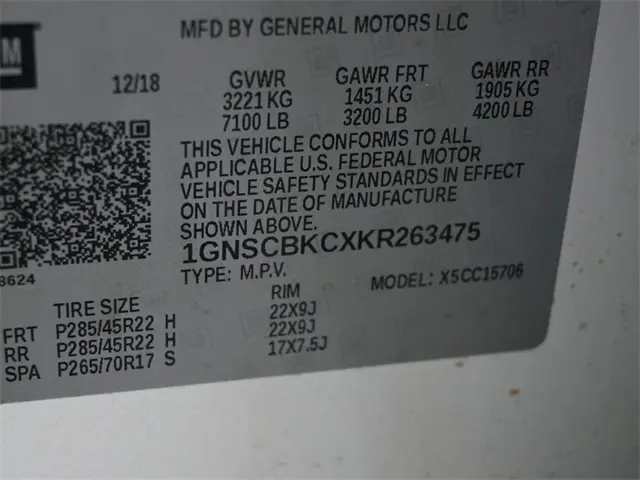 MFD BY GENERAL MOTORS LLC
GM
12/18 GVWR GAWR FRT GAWR RR
3221 KG 1451 KG 1905 KG
7100 LB 3200 LB 4200 LB
THIS VEHICLE CONFORMS TO ALL
APPLICABLE U.S. FEDERAL MOTOR
VEHICLE SAFETY STANDARDS IN EFFECT
ON THE DATE OF MANUFACTURE
SHOWN ABOVE.
1GNSCBKCXKR263475
8624
TYPE: M.P.V. MODEL: X5CC15706
TIRE SIZE RIM
FRT P285/45R22 H 22X9J
RR P285/45R22 H 22X9J
SPA P265/70R17 S 17X7.5J